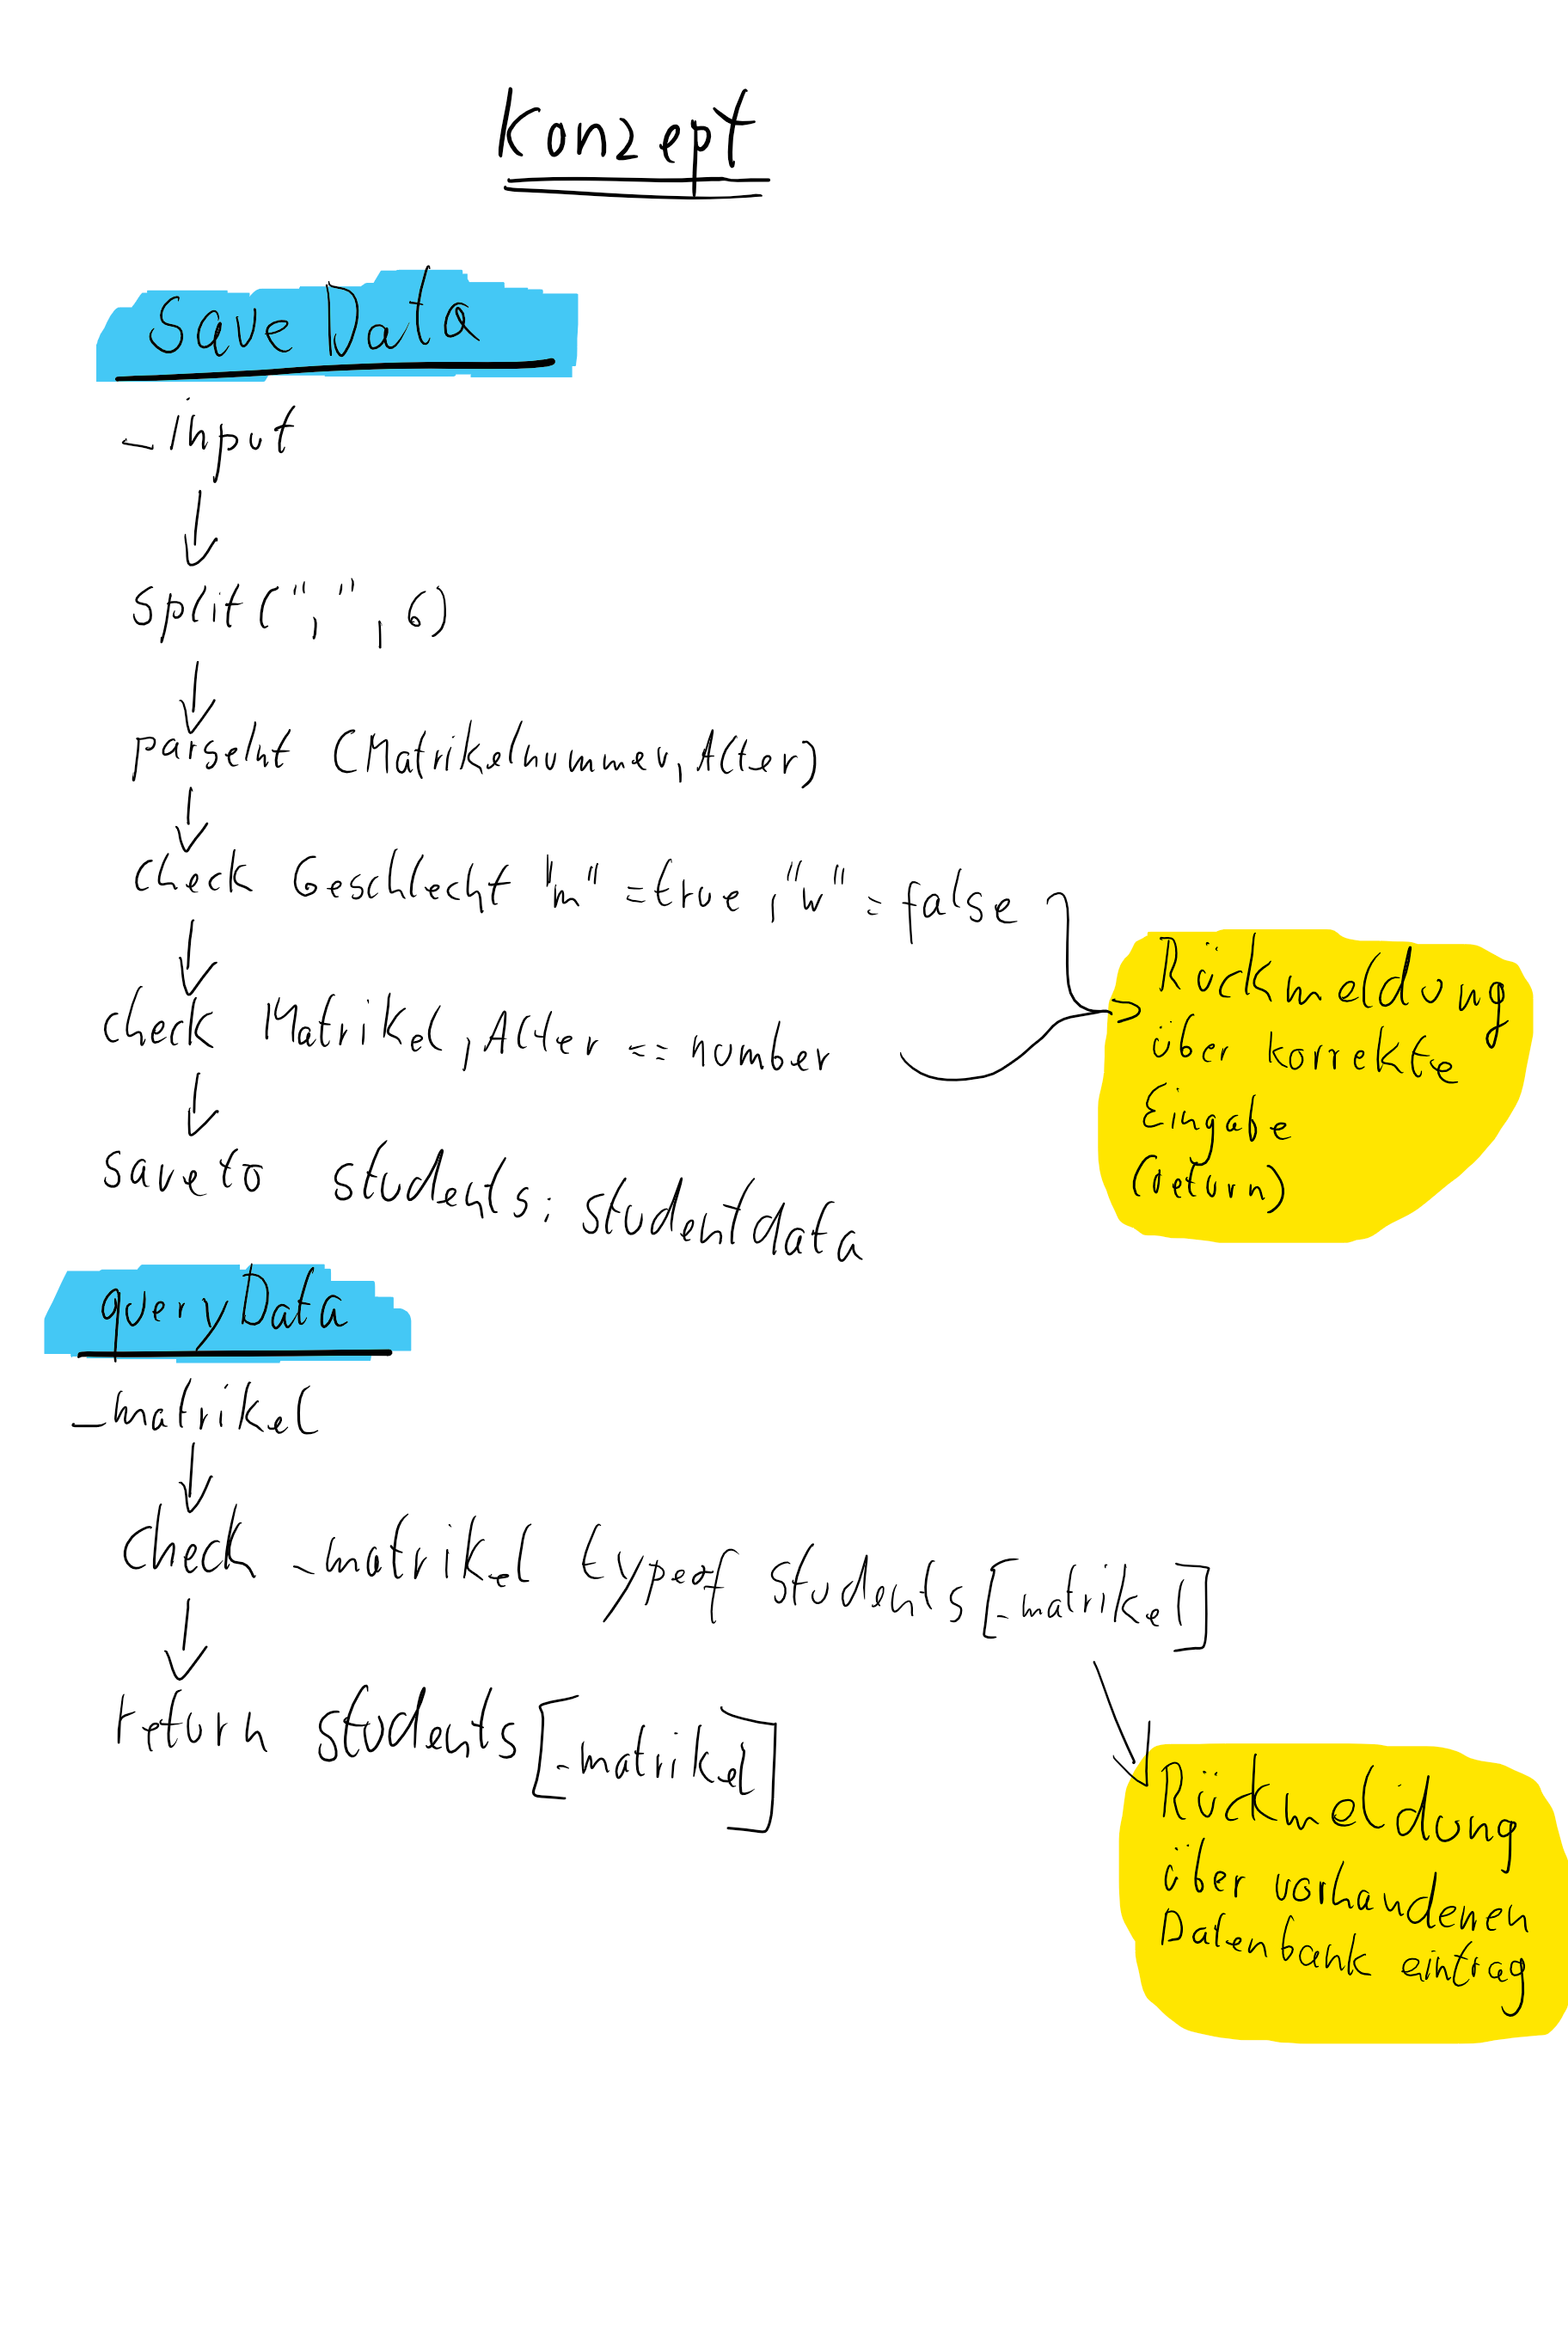 Konzept
SaveData
_input
split(",",6)
parseInt (Matrikelnummer, Alter)
check Geschlecht "m" = true, "w" = false
check Matrikel, Alter == number
Rückmeldung
über korrekte
Eingabe
(return)
save to students: studentdata
queryData
_matrikel
check _matrikel typeof students[_matrikel]
return students[_matrikel]
Rückmeldung
über vorhandenen
Datenbank eintrag